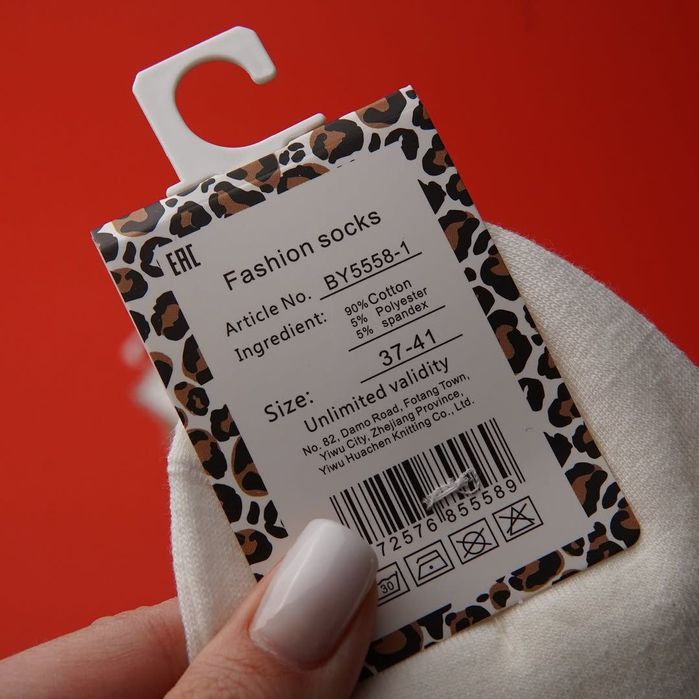 EAC
Fashion socks
Article No. BY5558-1
Ingredient: 90% Cotton
5% Polyester
5% spandex
Size: 37-41
Unlimited validity
No. 82, Damo Road, Fotang Town,
Yiwu City, Zhejiang Province,
Yiwu Huachen Knitting Co., Ltd.
72576 855589
30